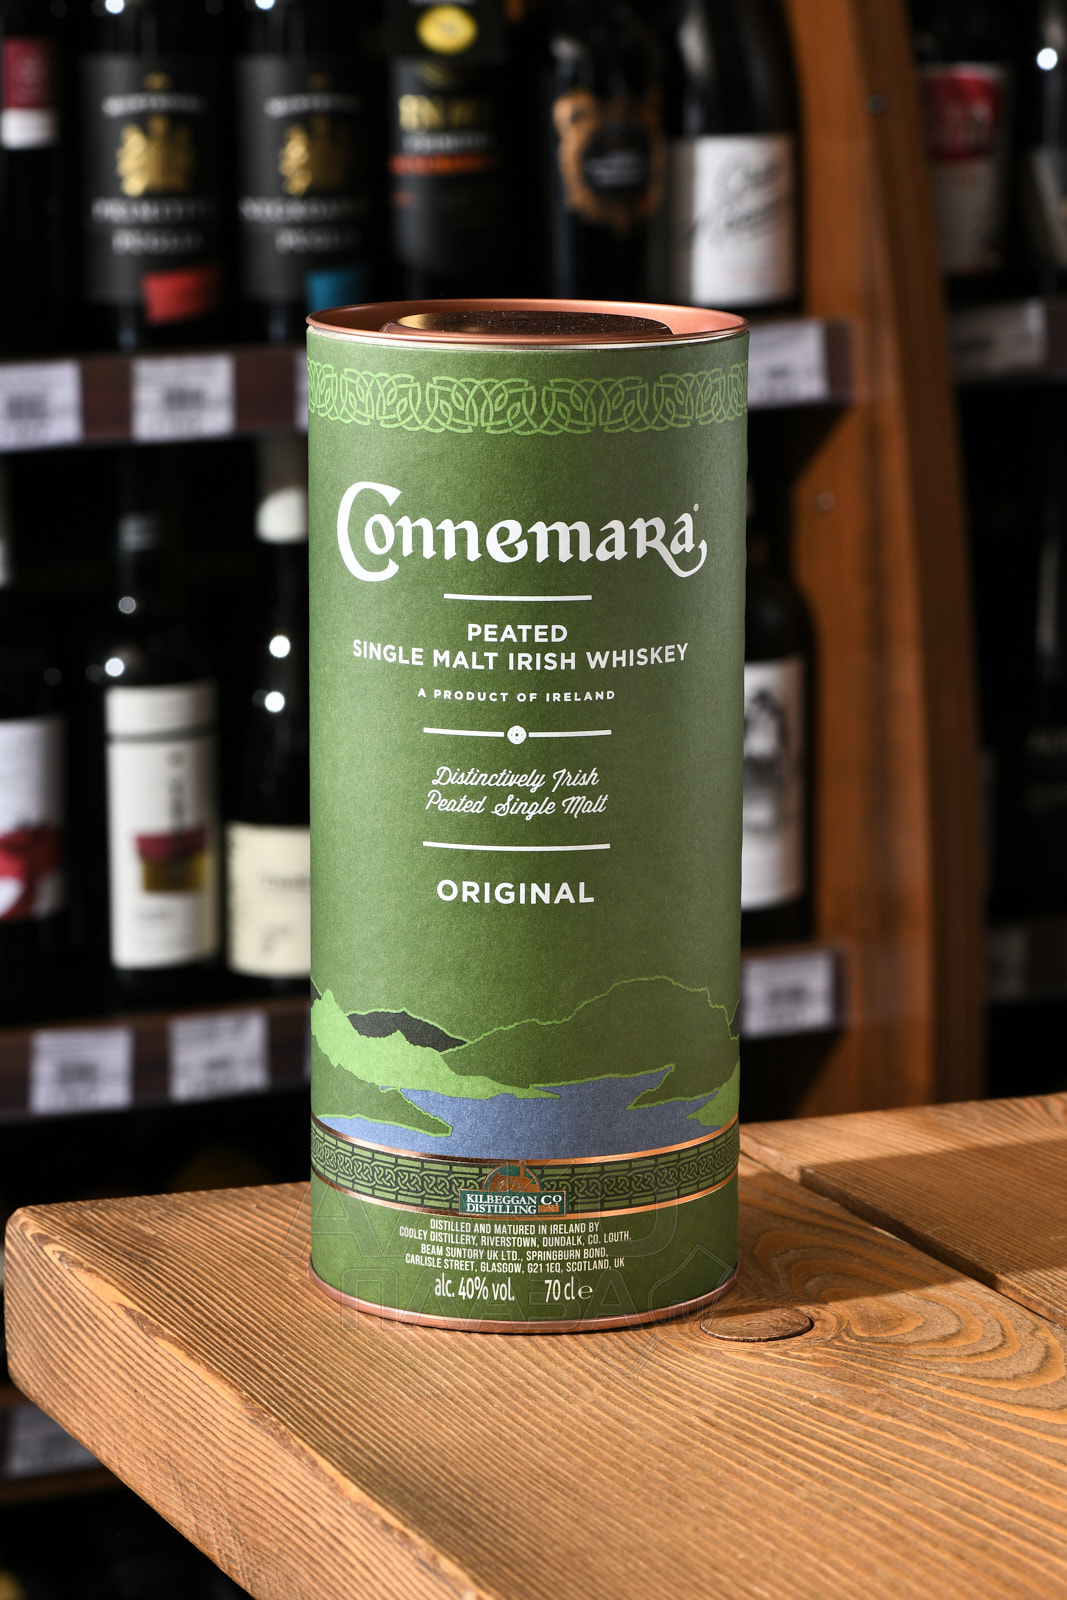 Connemara®
PEATED
SINGLE MALT IRISH WHISKEY
A PRODUCT OF IRELAND
Distinctively Irish
Peated Single Malt
ORIGINAL
KILBEGGAN CO
DISTILLING
DISTILLED AND MATURED IN IRELAND BY
COOLEY DISTILLERY, RIVERSTOWN, DUNDALK, CO. LOUTH.
BEAM SUNTORY UK LTD., SPRINGBURN BOND,
CARLISLE STREET, GLASGOW, G21 1EQ, SCOTLAND, UK
alc. 40% vol. 70 cl ℮